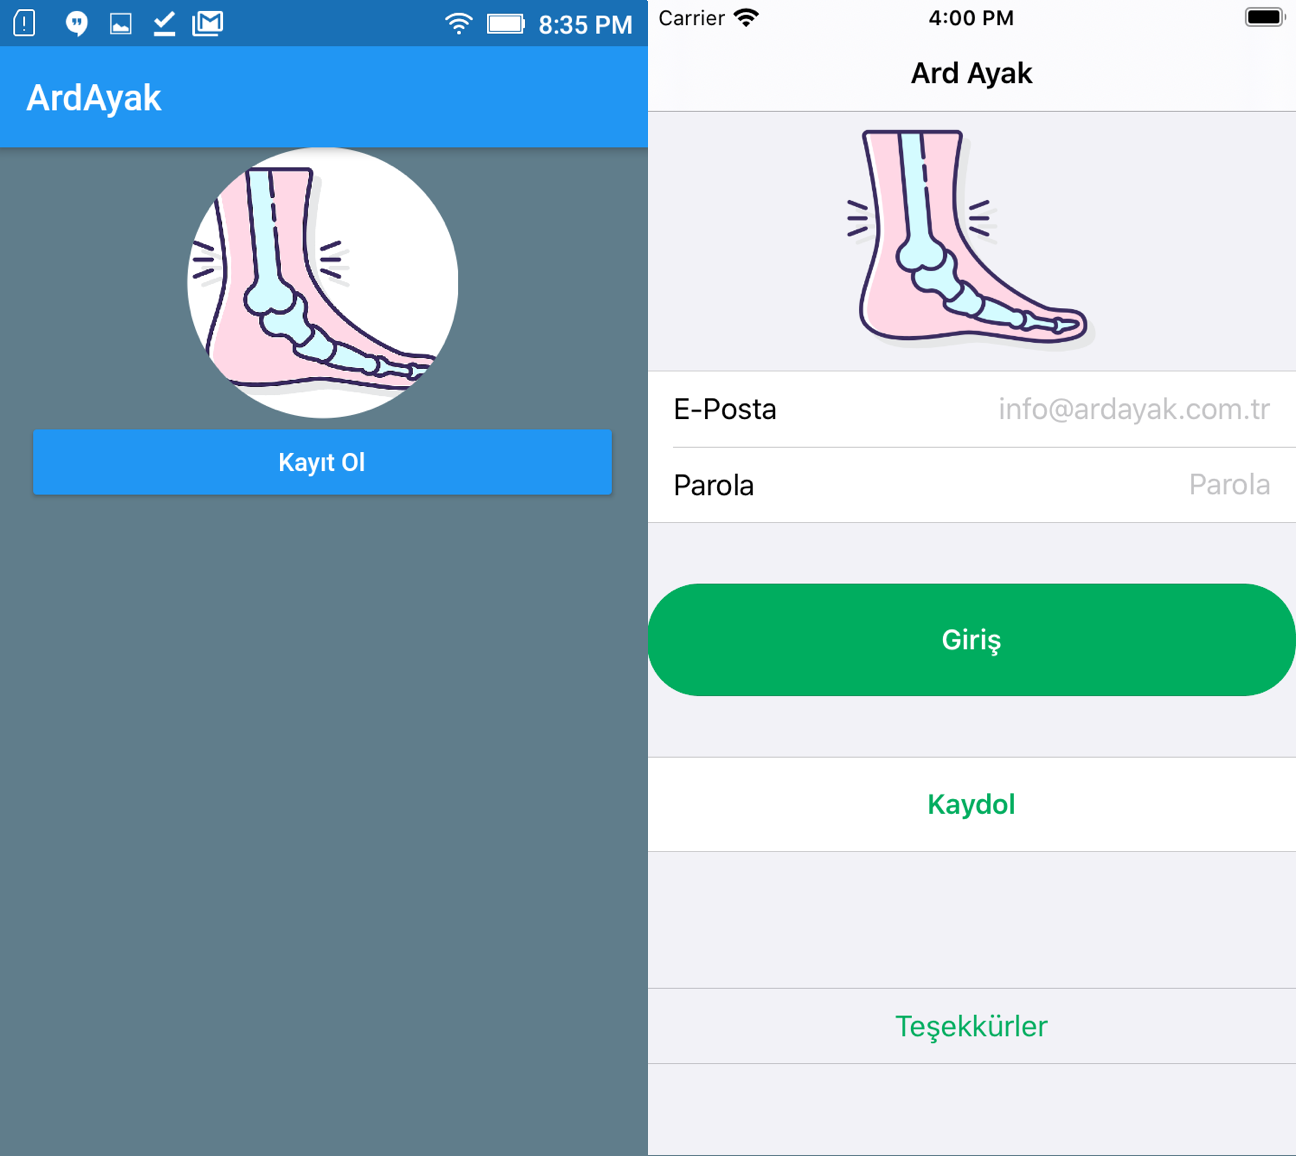 8:35 PM
ArdAyak
Kayıt Ol
Carrier
4:00 PM
Ard Ayak
E-Posta
info@ardayak.com.tr
Parola
Parola
Giriş
Kaydol
Teşekkürler